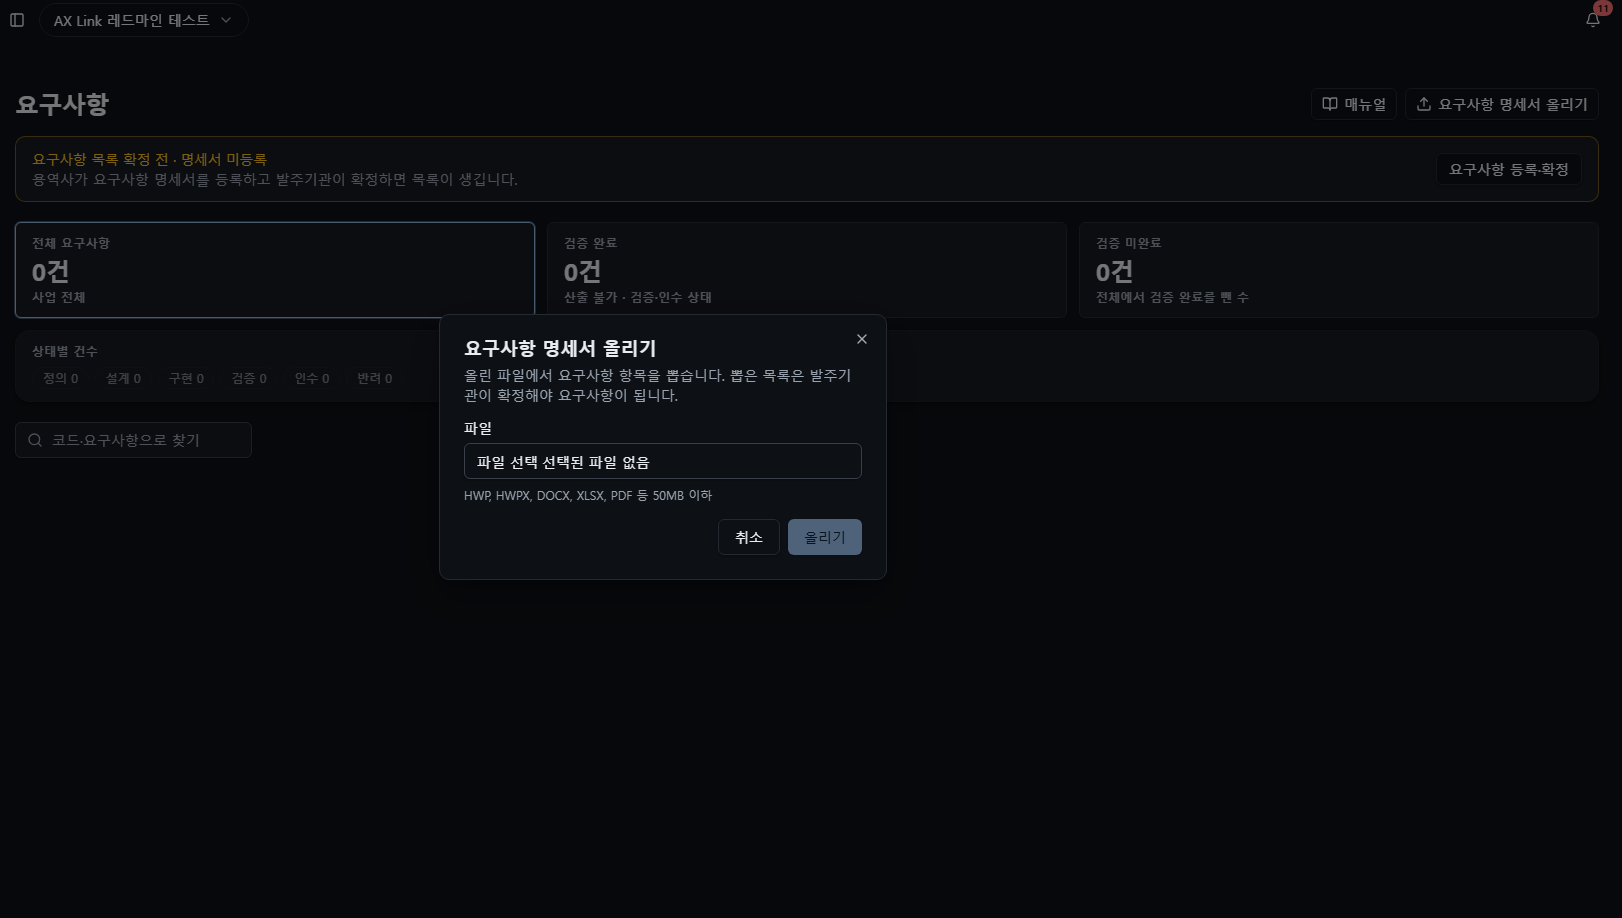 AX Link 레드마인 테스트
11
요구사항
매뉴얼
요구사항 명세서 올리기
요구사항 목록 확정 전 · 명세서 미등록
용역사가 요구사항 명세서를 등록하고 발주기관이 확정하면 목록이 생깁니다.
요구사항 등록·확정
전체 요구사항
0건
사업 전체
검증 완료
0건
산출 불가 · 검증·인수 상태
검증 미완료
0건
전체에서 검증 완료를 뺀 수
상태별 건수
정의 0 설계 0 구현 0 검증 0 인수 0 반려 0
코드·요구사항으로 찾기
요구사항 명세서 올리기
올린 파일에서 요구사항 항목을 뽑습니다. 뽑은 목록은 발주기
관이 확정해야 요구사항이 됩니다.
파일
파일 선택 선택된 파일 없음
HWP, HWPX, DOCX, XLSX, PDF 등 50MB 이하
취소
올리기